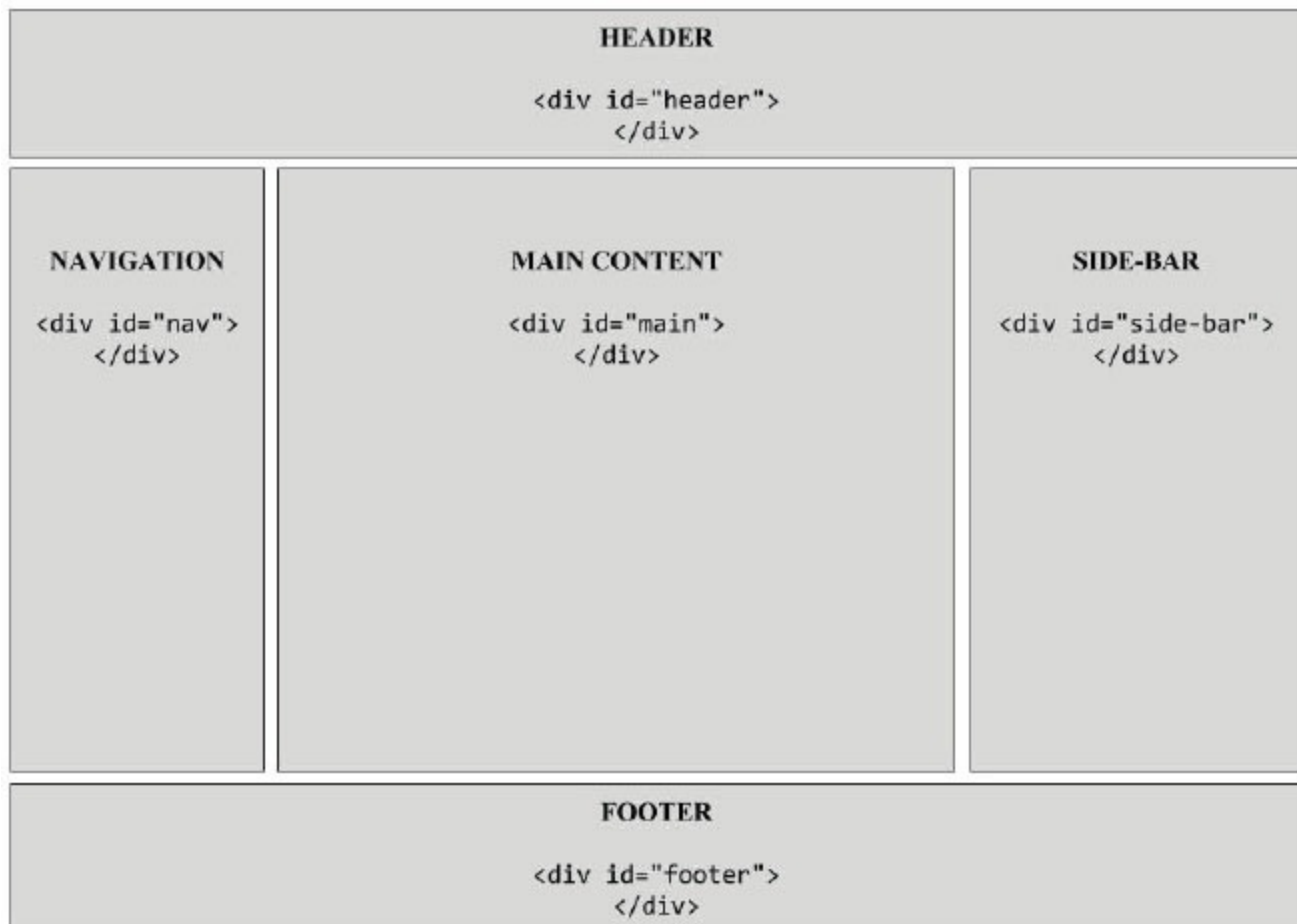 HEADER
<div id="header">
</div>
NAVIGATION
<div id="nav">
</div>
MAIN CONTENT
<div id="main">
</div>
SIDE-BAR
<div id="side-bar">
</div>
FOOTER
<div id="footer">
</div>